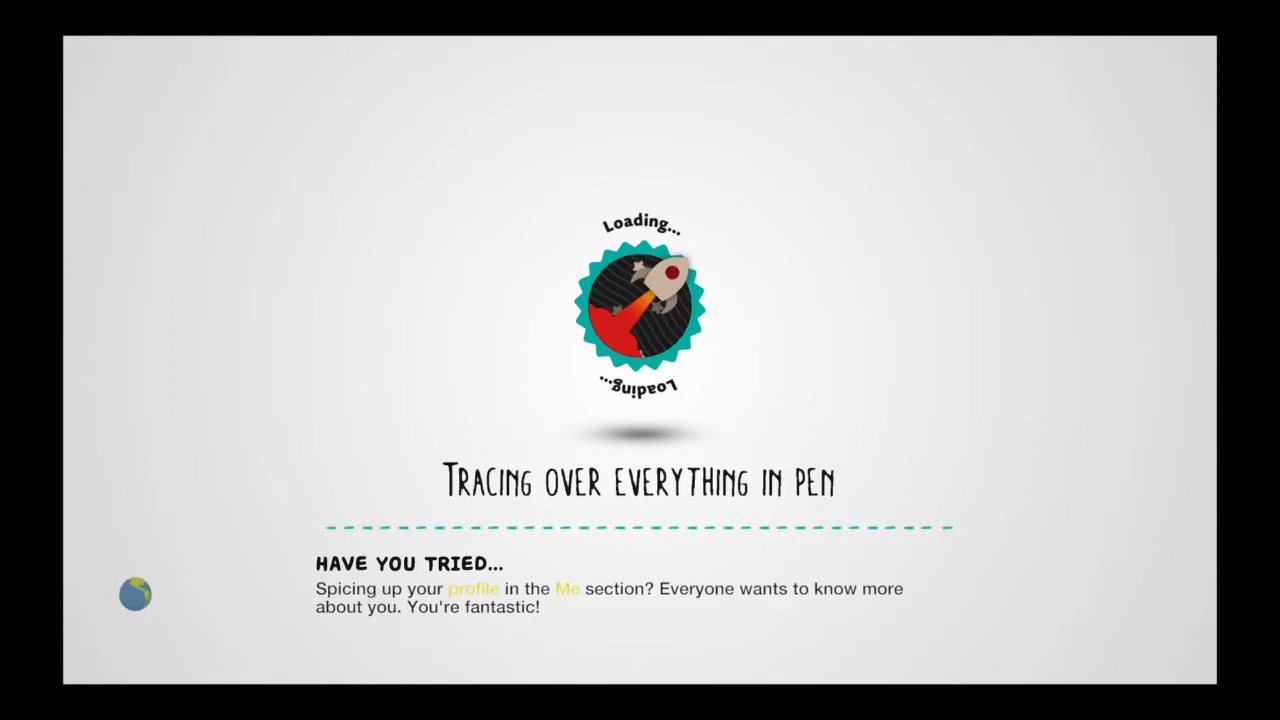 Loading...
Loading...
Tracing over everything in pen
Have you tried...
Spicing up your profile in the Me section? Everyone wants to know more
about you. You're fantastic!